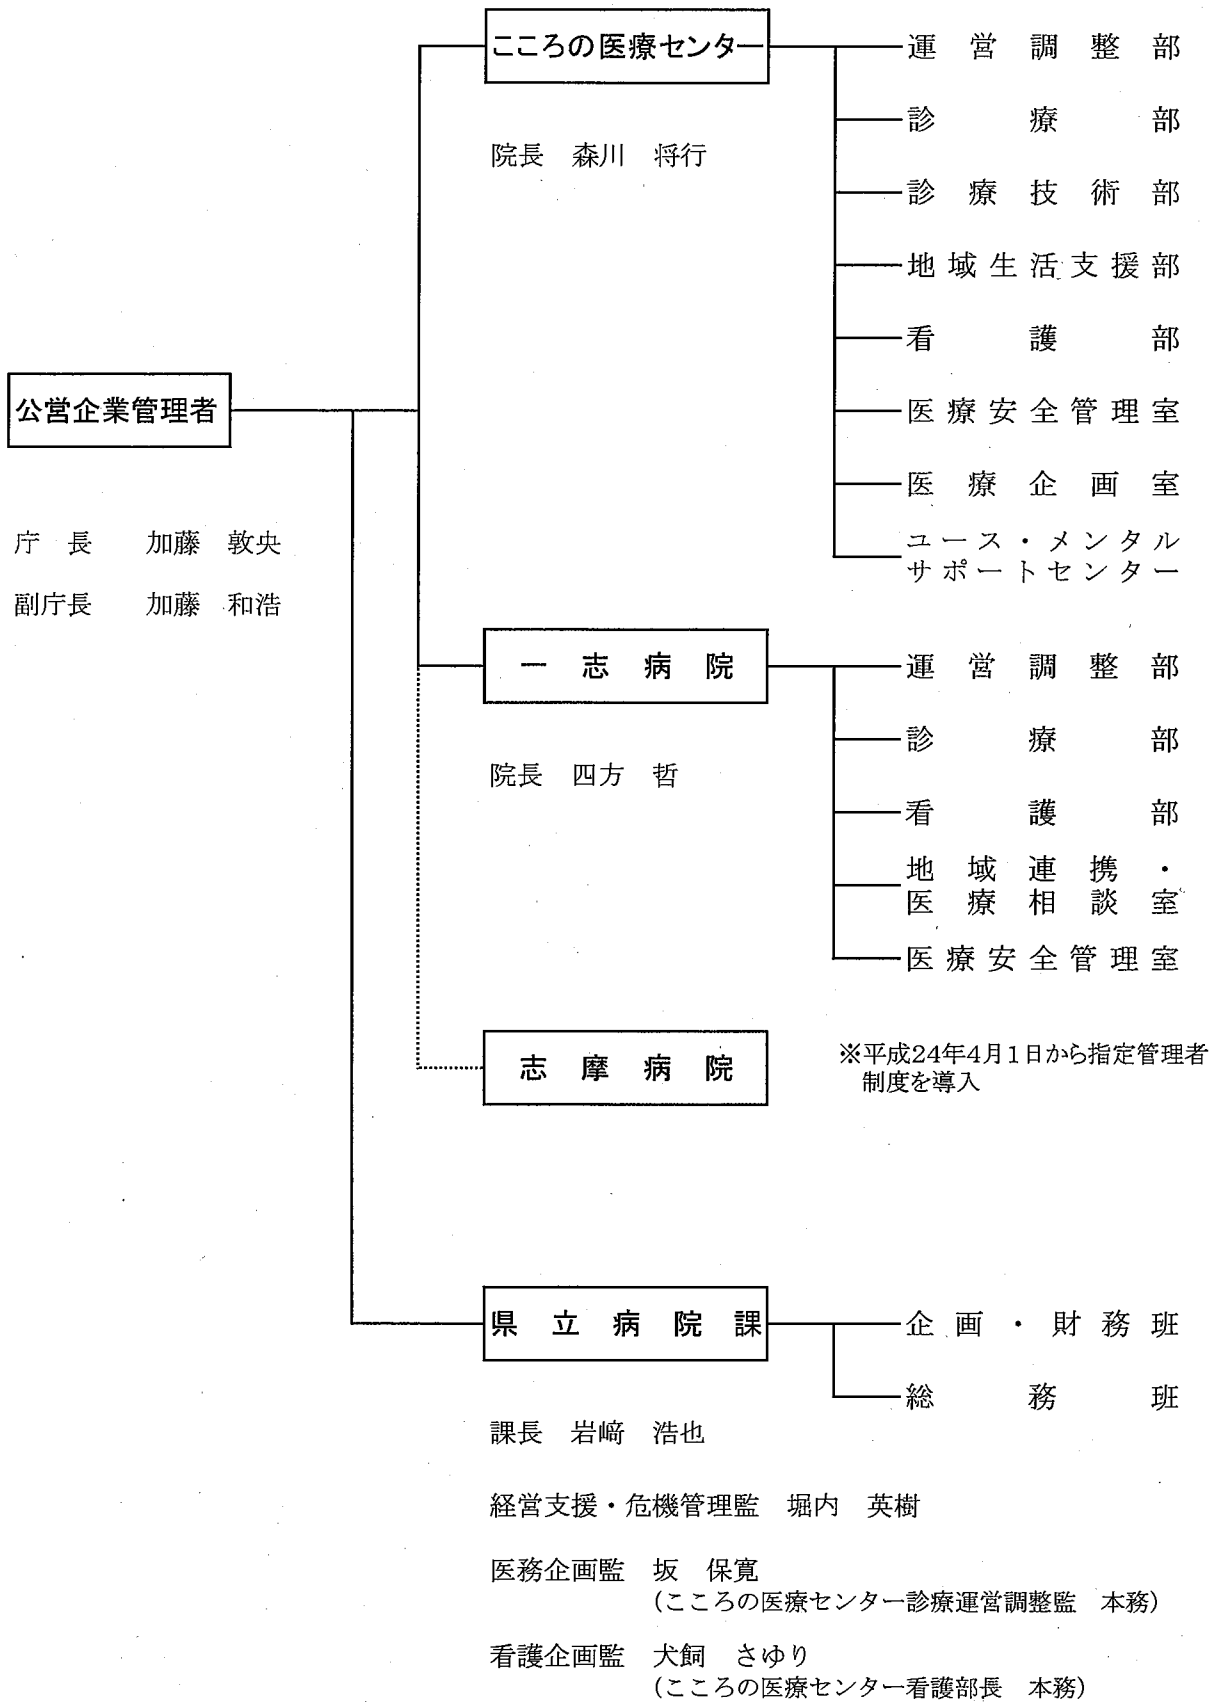 こころの医療センター
院長 森川 将行
運営調整部
診療部
診療技術部
地域生活支援部
看護部
医療安全管理室
医療企画室
ユース・メンタル
サポートセンター
公営企業管理者
庁長 加藤 敦央
副庁長 加藤 和浩
一志病院
院長 四方 哲
運営調整部
診療部
看護部
地域連携・
医療相談室
医療安全管理室
志摩病院
※平成24年4月1日から指定管理者
制度を導入
県立病院課
企画・財務班
総務班
課長 岩﨑 浩也
経営支援・危機管理監 堀内 英樹
医務企画監 坂 保寛
(こころの医療センター診療運営調整監 本務)
看護企画監 犬飼 さゆり
(こころの医療センター看護部長 本務)